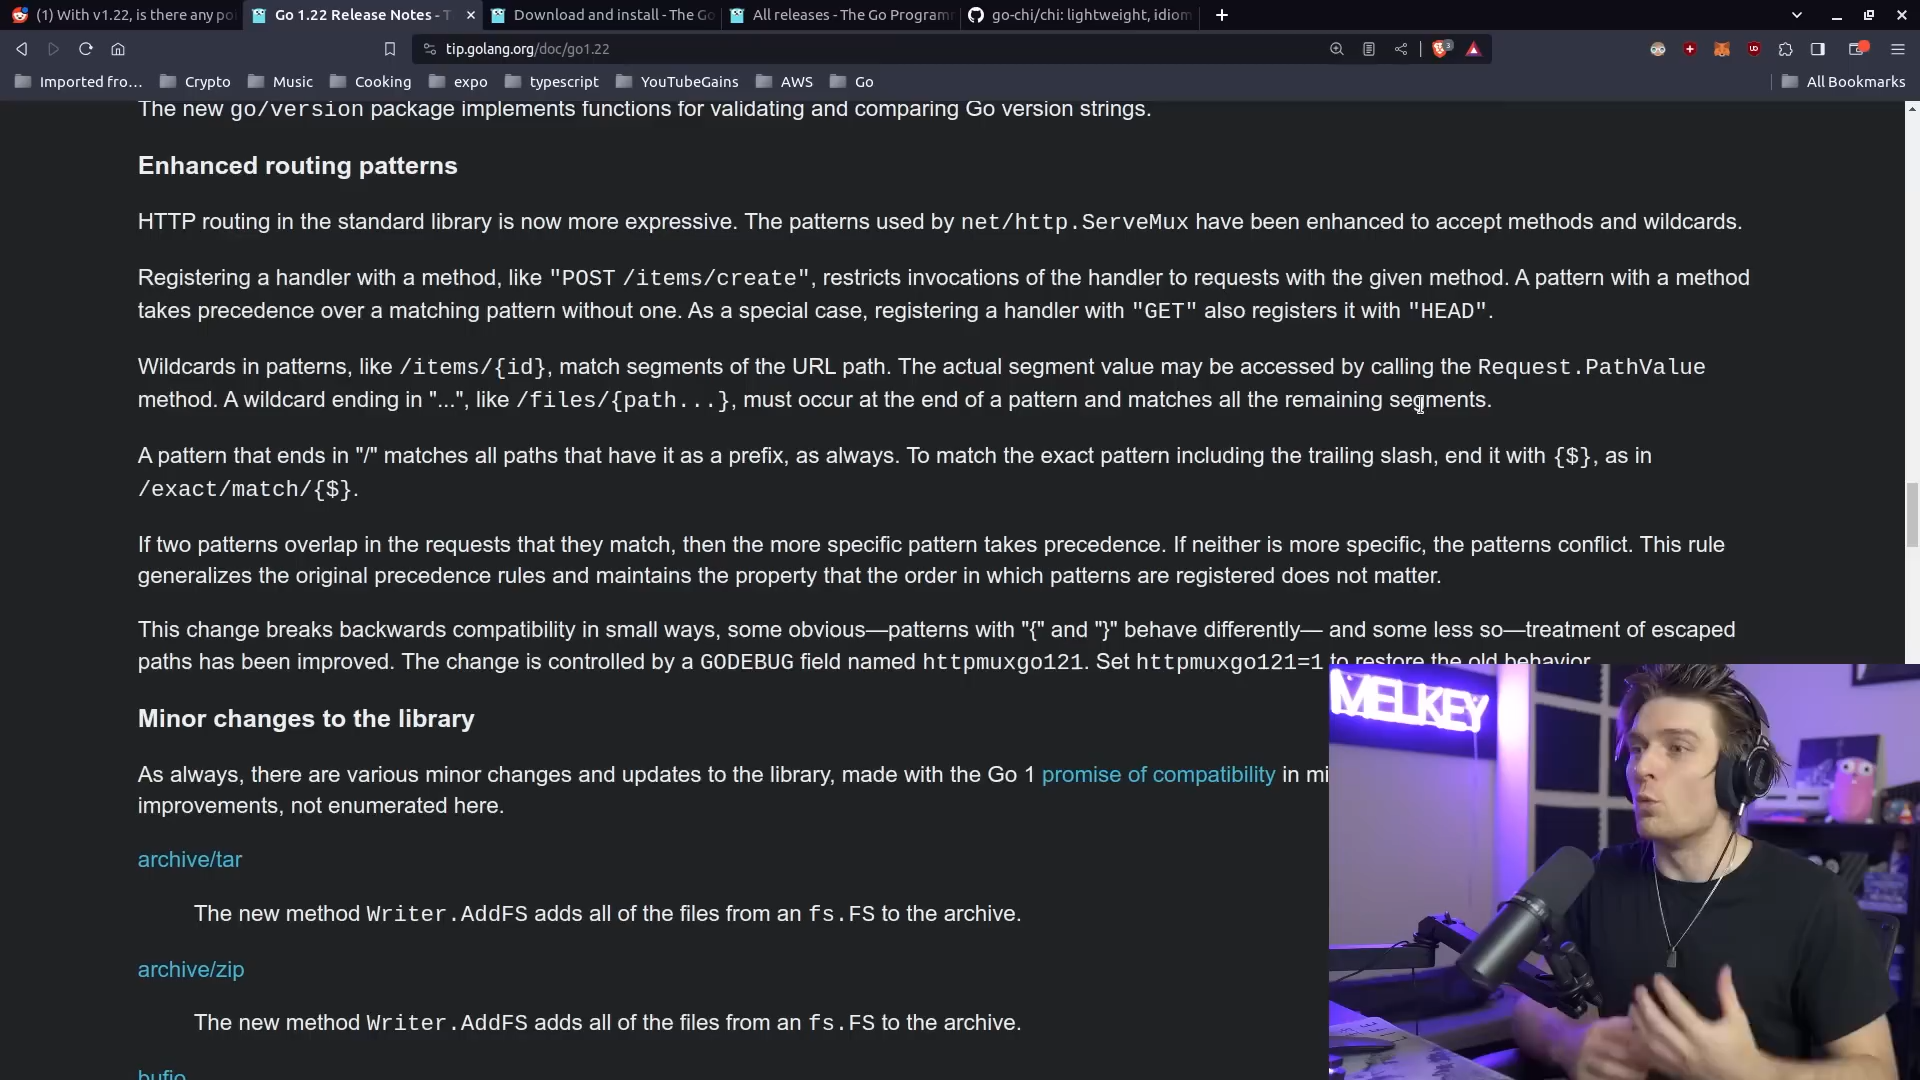 (1) With v1.22, is there any po
Go 1.22 Release Notes - T
Download and install - The Go
All releases - The Go Program
go-chi/chi: lightweight, idiom
tip.golang.org/doc/go1.22
3
Imported fro...
Crypto
Music
Cooking
expo
typescript
YouTubeGains
AWS
Go
All Bookmarks
The new go/version package implements functions for validating and comparing Go version strings.
Enhanced routing patterns
HTTP routing in the standard library is now more expressive. The patterns used by net/http.ServeMux have been enhanced to accept methods and wildcards.
Registering a handler with a method, like "POST /items/create", restricts invocations of the handler to requests with the given method. A pattern with a method
takes precedence over a matching pattern without one. As a special case, registering a handler with "GET" also registers it with "HEAD".
Wildcards in patterns, like /items/{id}, match segments of the URL path. The actual segment value may be accessed by calling the Request.PathValue
method. A wildcard ending in "...", like /files/{path...}, must occur at the end of a pattern and matches all the remaining segments.
A pattern that ends in "/" matches all paths that have it as a prefix, as always. To match the exact pattern including the trailing slash, end it with {$}, as in
/exact/match/{$}.
If two patterns overlap in the requests that they match, then the more specific pattern takes precedence. If neither is more specific, the patterns conflict. This rule
generalizes the original precedence rules and maintains the property that the order in which patterns are registered does not matter.
This change breaks backwards compatibility in small ways, some obvious—patterns with "{" and "}" behave differently— and some less so—treatment of escaped
paths has been improved. The change is controlled by a GODEBUG field named httpmuxgo121. Set httpmuxgo121=1 to restore the old behavior.
MELKEY
Minor changes to the library
As always, there are various minor changes and updates to the library, made with the Go 1 promise of compatibility in mi
improvements, not enumerated here.
archive/tar
The new method Writer.AddFS adds all of the files from an fs.FS to the archive.
archive/zip
The new method Writer.AddFS adds all of the files from an fs.FS to the archive.
bufio